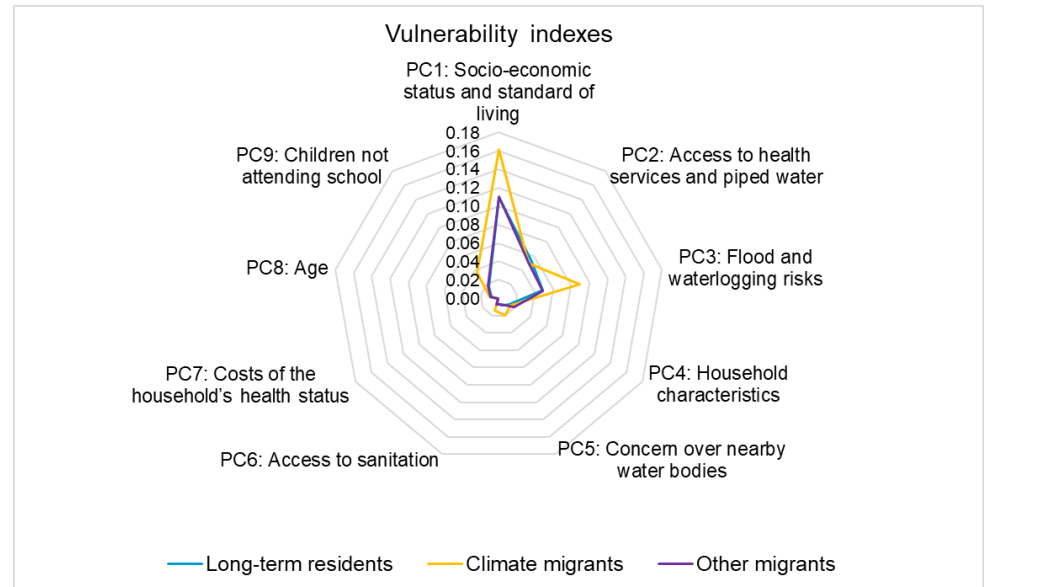 Vulnerability indexes
PC1: Socio-economic
status and standard of
living
0.18
0.16
0.14
0.12
0.10
0.08
0.06
0.04
0.02
0.00
PC2: Access to health
services and piped water
PC3: Flood and
waterlogging risks
PC4: Household
characteristics
PC5: Concern over nearby
water bodies
PC6: Access to sanitation
PC7: Costs of the
household’s health status
PC8: Age
PC9: Children not
attending school
Long-term residents
Climate migrants
Other migrants